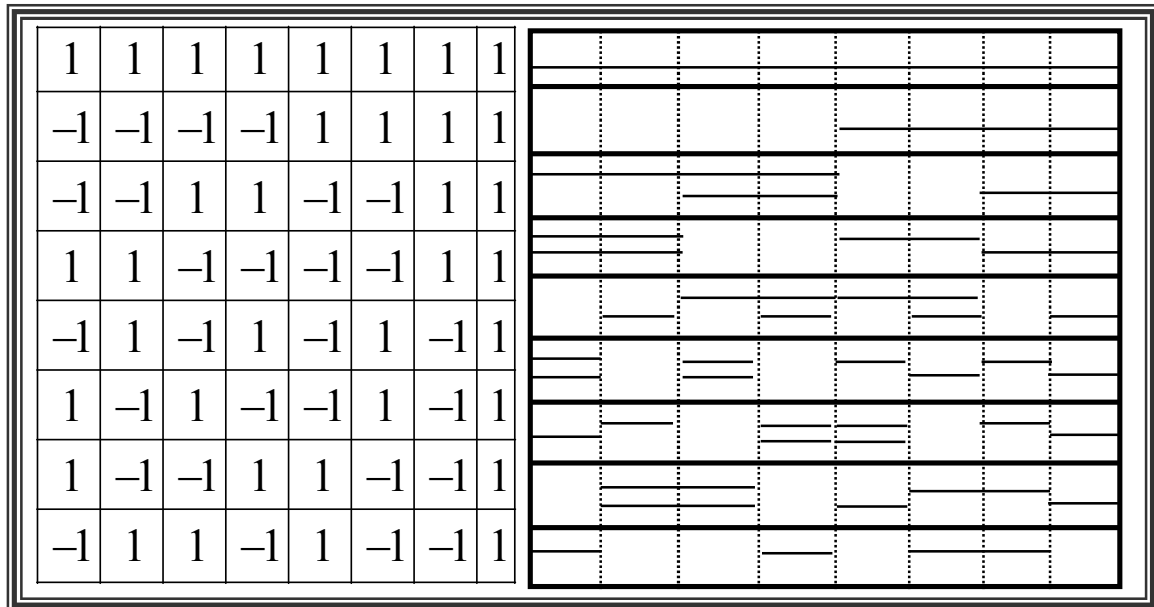 1 1 1 1 1 1 1 1
–1 –1 –1 –1 1 1 1 1
–1 –1 1 1 –1 –1 1 1
1 1 –1 –1 –1 –1 1 1
–1 1 –1 1 –1 1 –1 1
1 –1 1 –1 –1 1 –1 1
1 –1 –1 1 1 –1 –1 1
–1 1 1 –1 1 –1 –1 1